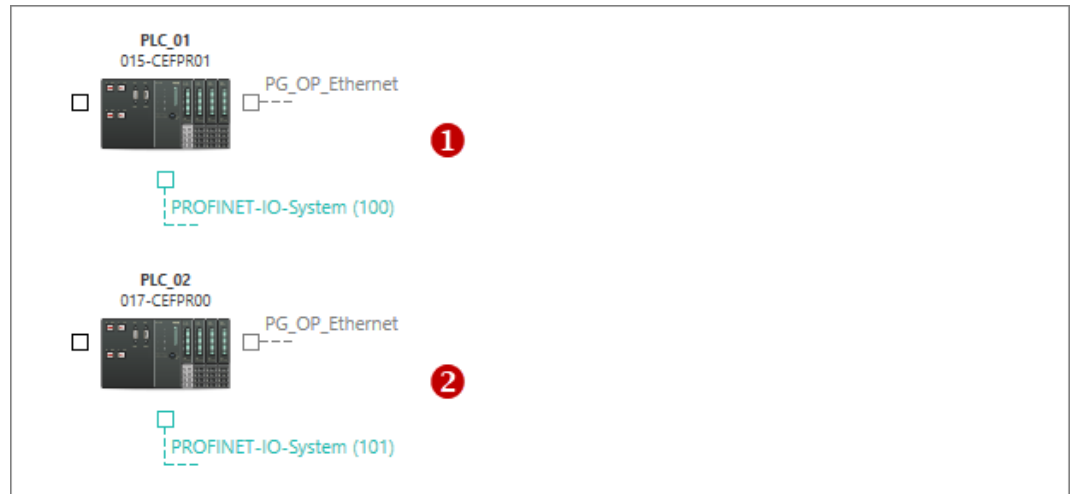 PLC_01
015-CEFPR01
PG_OP_Ethernet
1
PROFINET-IO-System (100)
PLC_02
017-CEFPR00
PG_OP_Ethernet
2
PROFINET-IO-System (101)